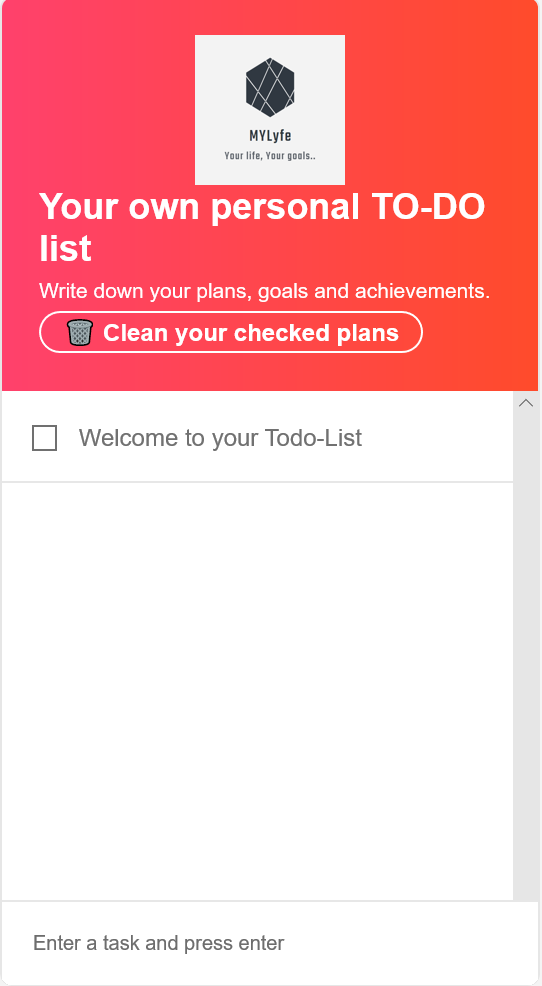 MYLyfe
Your life, Your goals..
Your own personal TO-DO
list
Write down your plans, goals and achievements.
Clean your checked plans
Welcome to your Todo-List
Enter a task and press enter